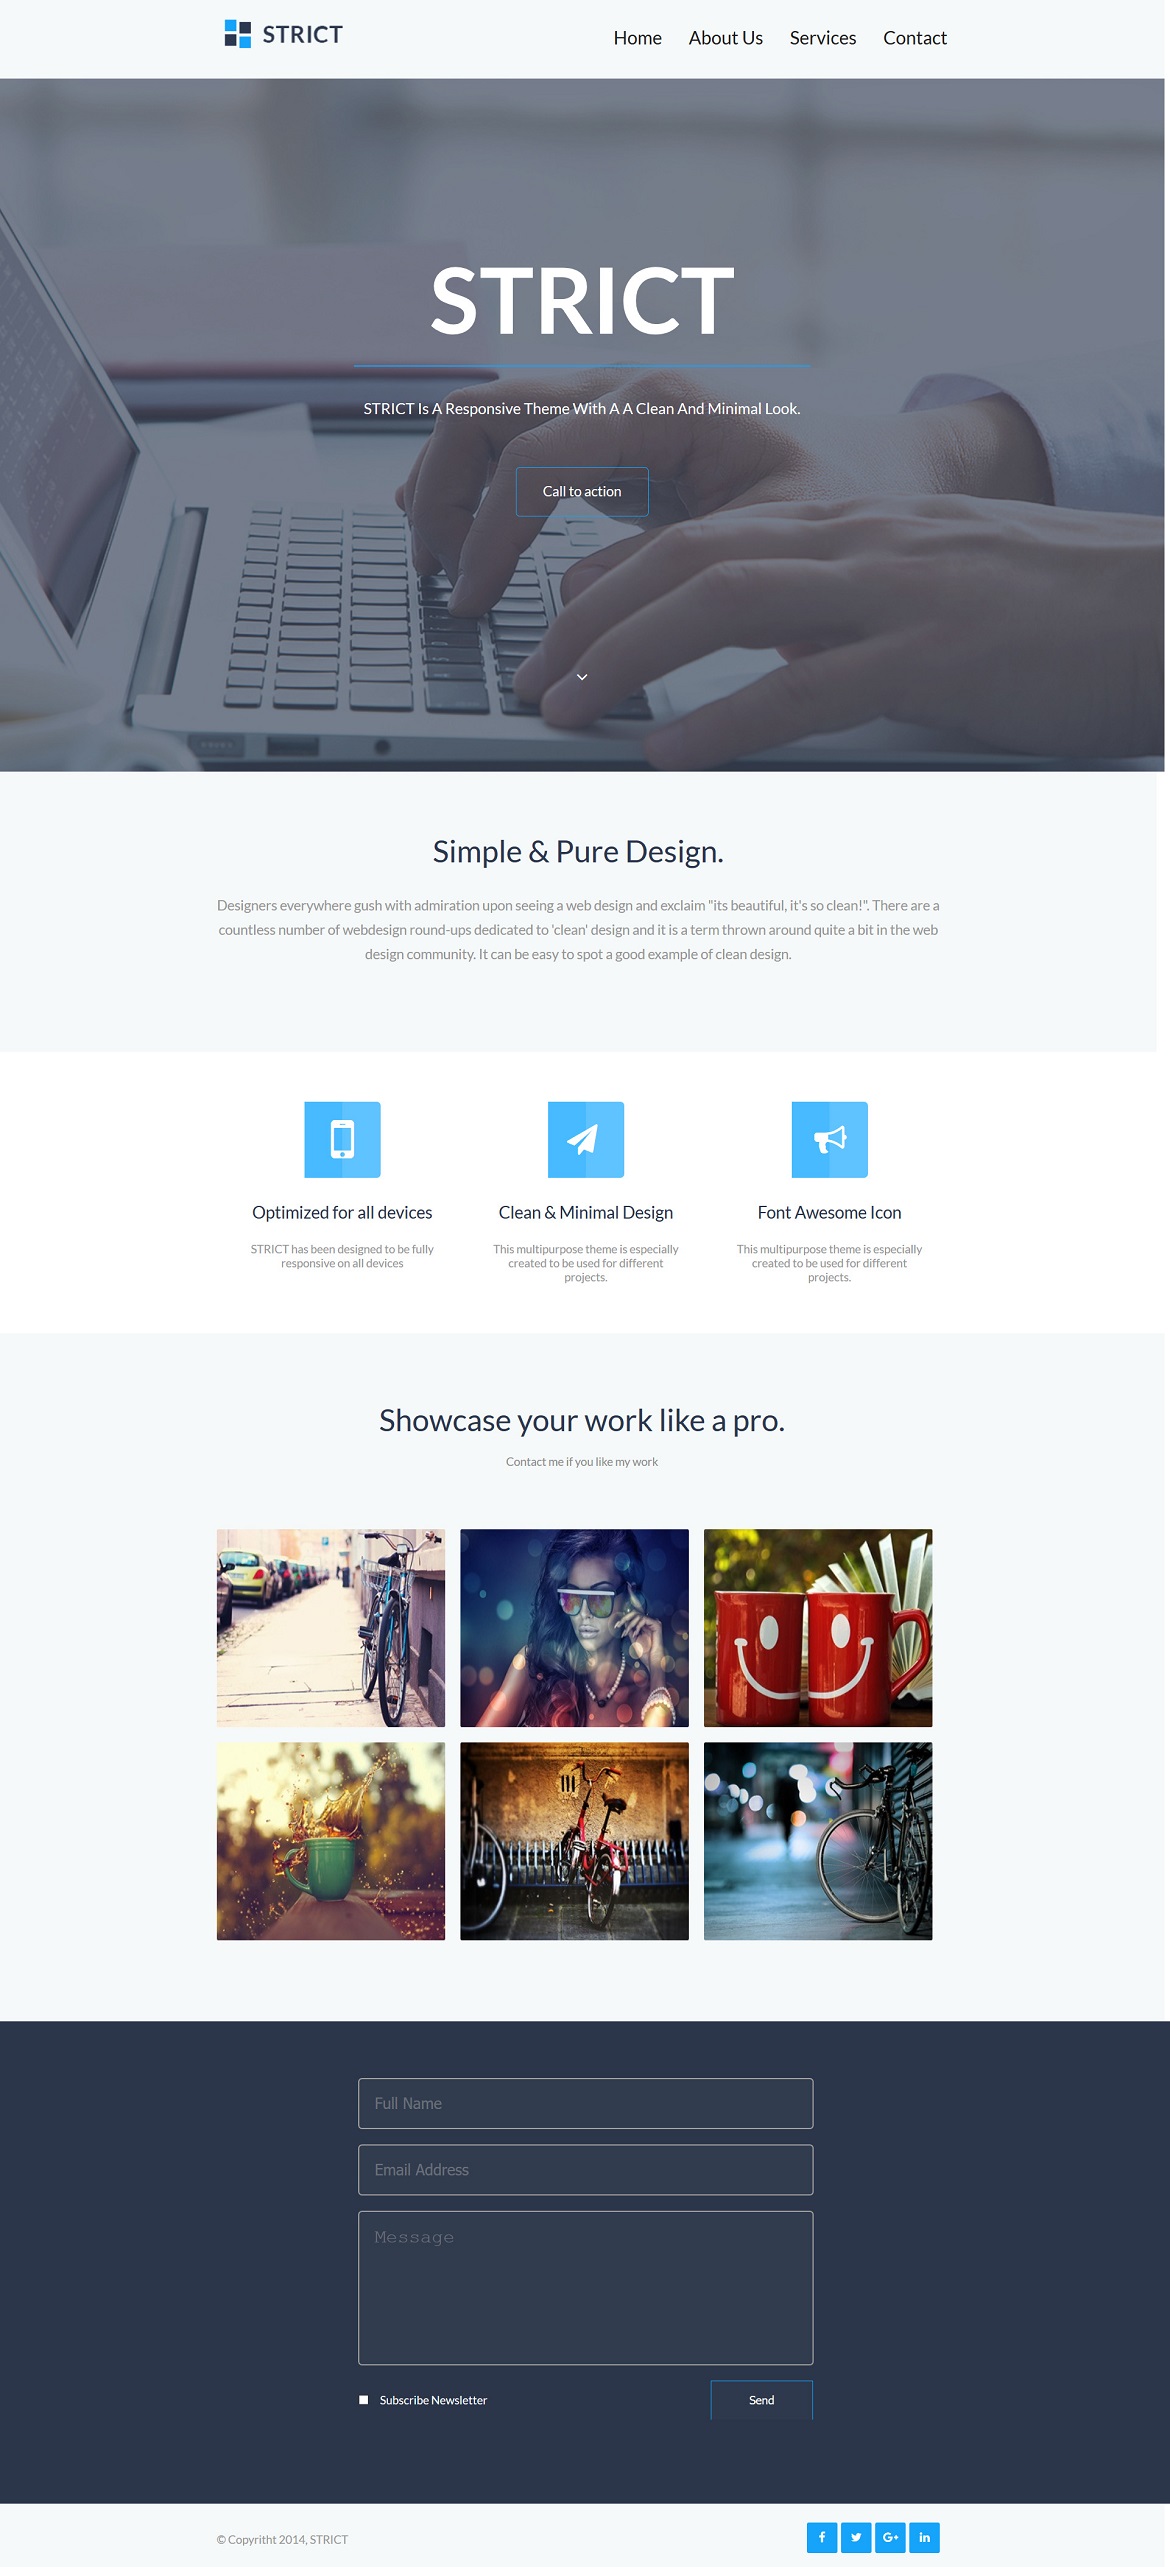 STRICT
Home About Us Services Contact
STRICT
STRICT Is A Responsive Theme With A A Clean And Minimal Look.
Call to action
Simple & Pure Design.
Designers everywhere gush with admiration upon seeing a web design and exclaim "its beautiful, it's so clean!". There are a
countless number of webdesign round-ups dedicated to 'clean' design and it is a term thrown around quite a bit in the web
design community. It can be easy to spot a good example of clean design.
Optimized for all devices
STRICT has been designed to be fully
responsive on all devices
Clean & Minimal Design
This multipurpose theme is especially
created to be used for different
projects.
Font Awesome Icon
This multipurpose theme is especially
created to be used for different
projects.
Showcase your work like a pro.
Contact me if you like my work
Full Name
Email Address
Message
Subscribe Newsletter
Send
© Copyritht 2014, STRICT
f G+ in